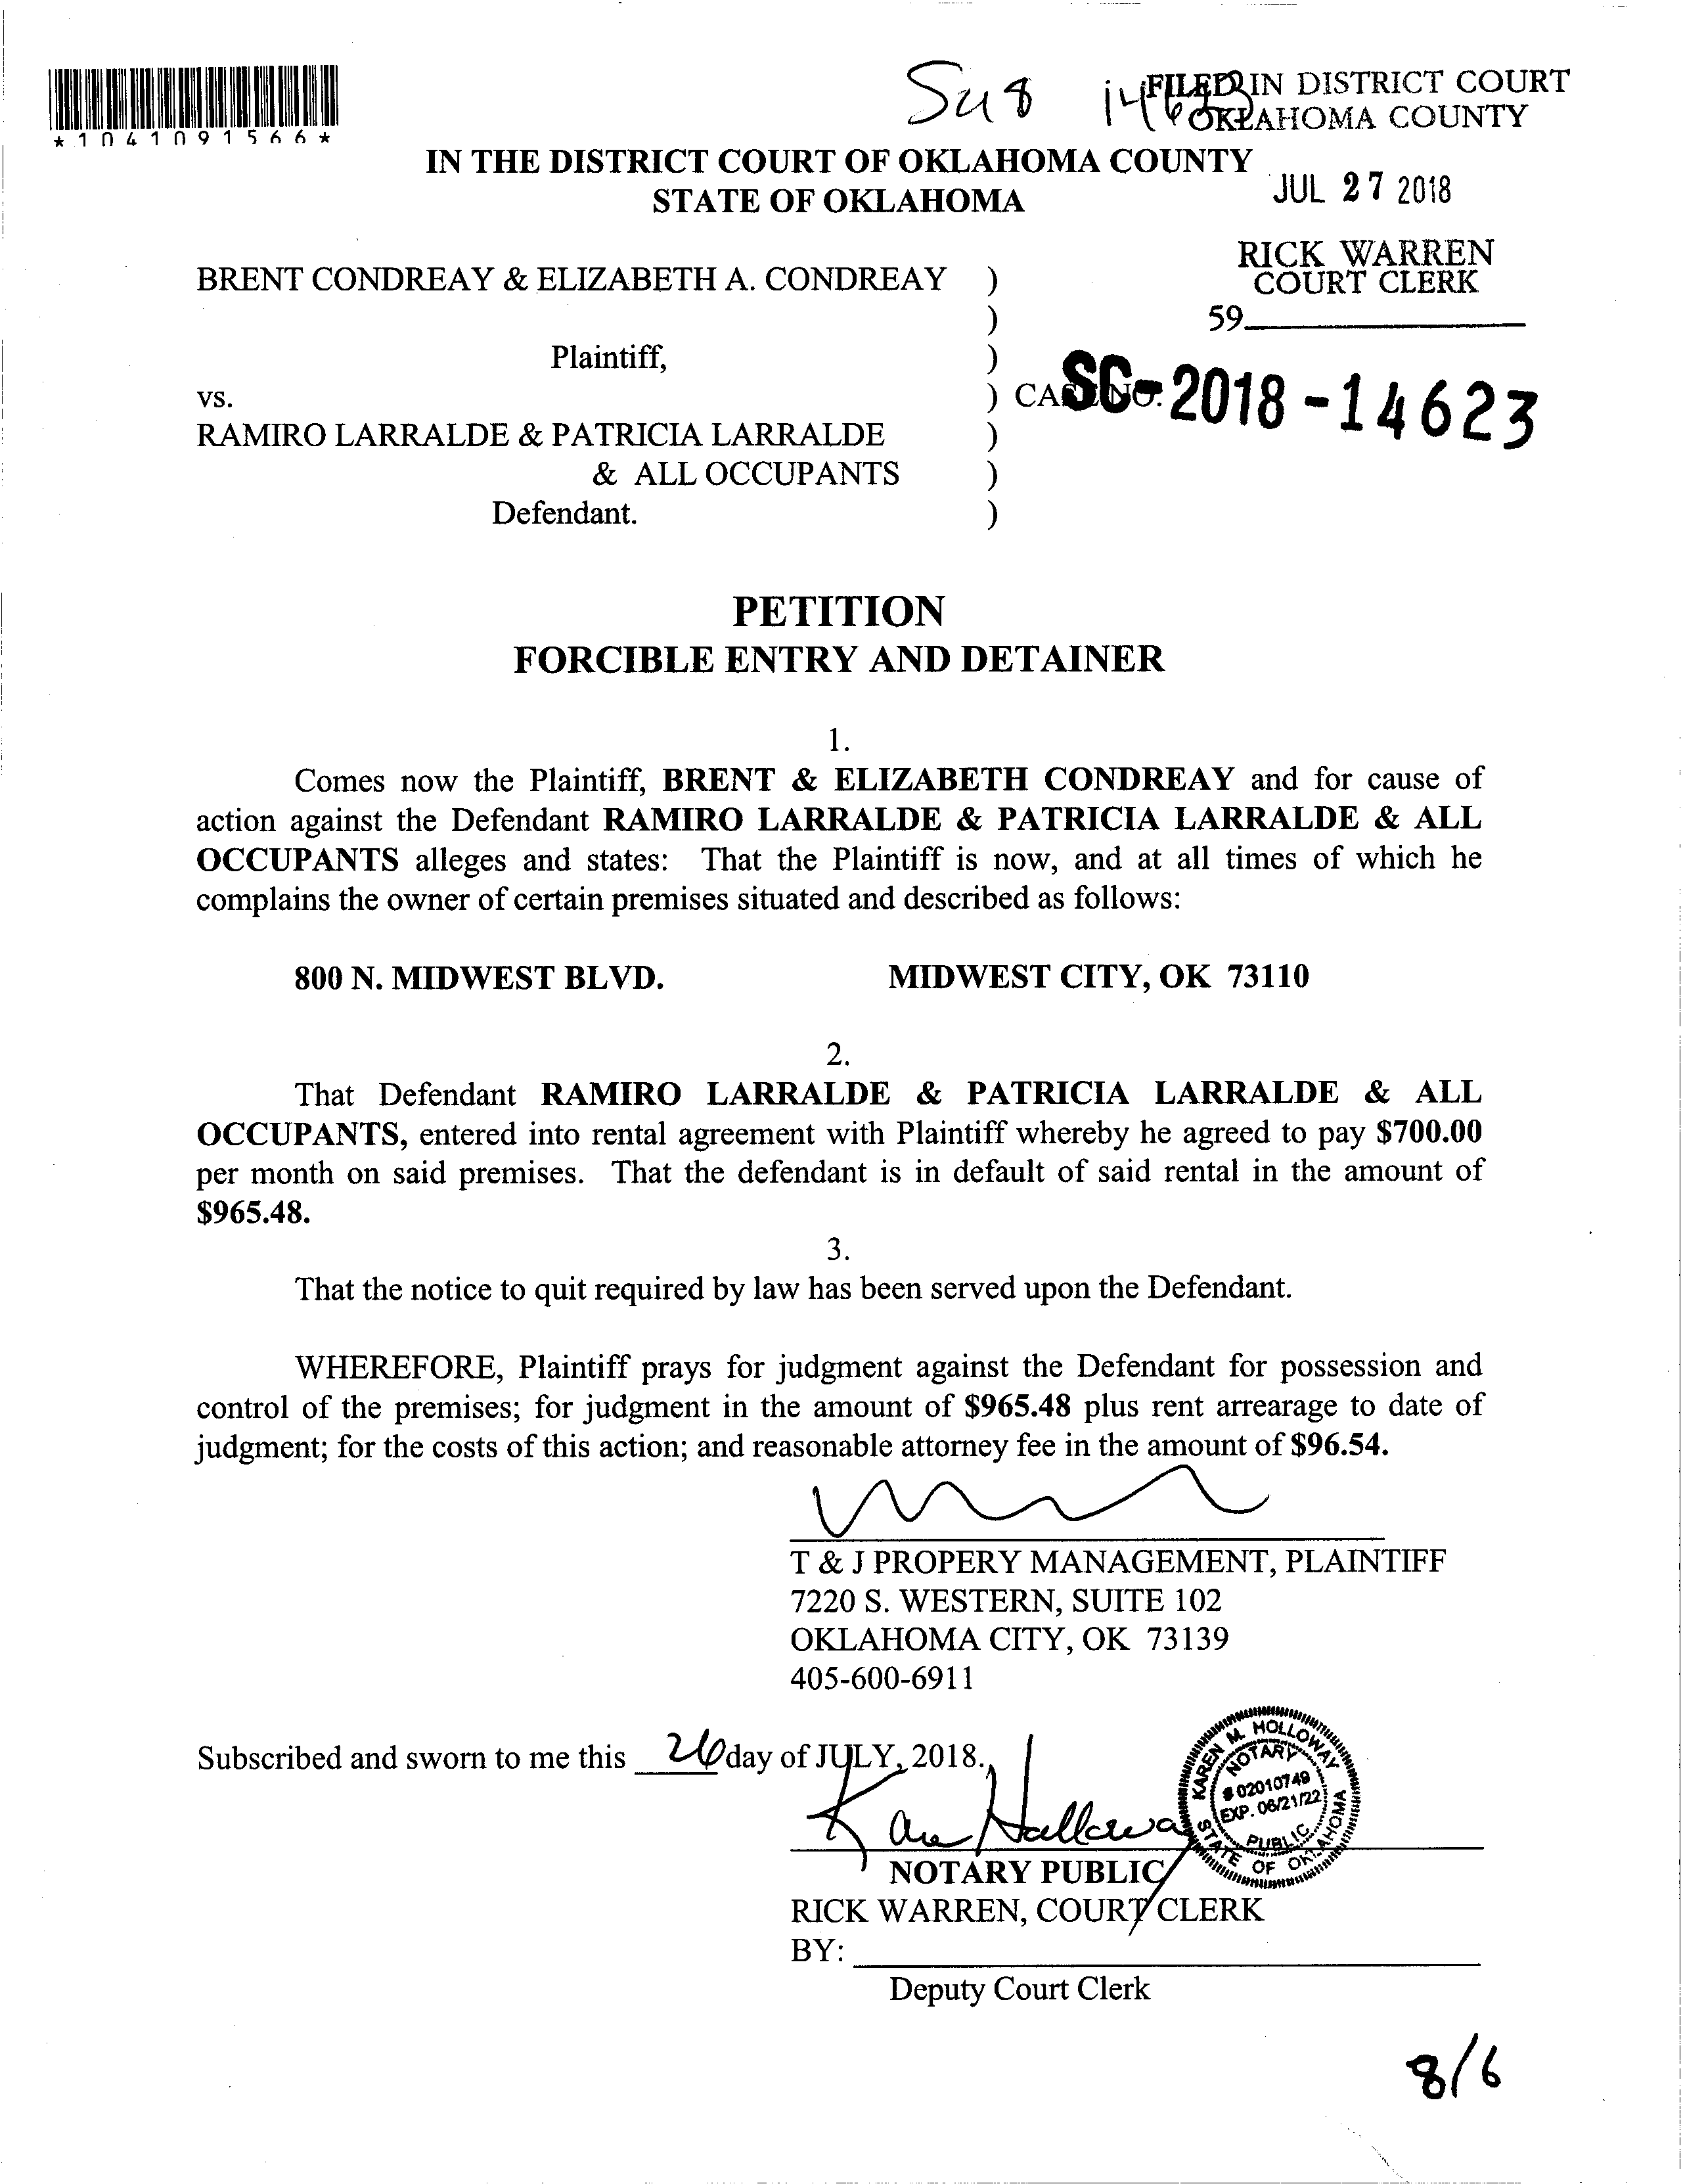 *1041091566*
FILED IN DISTRICT COURT
OKLAHOMA COUNTY
IN THE DISTRICT COURT OF OKLAHOMA COUNTY
STATE OF OKLAHOMA
JUL 27 2018
RICK WARREN
COURT CLERK
59
BRENT CONDREAY & ELIZABETH A. CONDREAY )
)
Plaintiff, )
vs. ) CASE NO. SC-2018-14623
RAMIRO LARRALDE & PATRICIA LARRALDE )
& ALL OCCUPANTS )
Defendant. )
PETITION
FORCIBLE ENTRY AND DETAINER
1.
Comes now the Plaintiff, BRENT & ELIZABETH CONDREAY and for cause of
action against the Defendant RAMIRO LARRALDE & PATRICIA LARRALDE & ALL
OCCUPANTS alleges and states: That the Plaintiff is now, and at all times of which he
complains the owner of certain premises situated and described as follows:
800 N. MIDWEST BLVD. MIDWEST CITY, OK 73110
2.
That Defendant RAMIRO LARRALDE & PATRICIA LARRALDE & ALL
OCCUPANTS, entered into rental agreement with Plaintiff whereby he agreed to pay $700.00
per month on said premises. That the defendant is in default of said rental in the amount of
$965.48.
3.
That the notice to quit required by law has been served upon the Defendant.
WHEREFORE, Plaintiff prays for judgment against the Defendant for possession and
control of the premises; for judgment in the amount of $965.48 plus rent arrearage to date of
judgment; for the costs of this action; and reasonable attorney fee in the amount of $96.54.
T & J PROPERY MANAGEMENT, PLAINTIFF
7220 S. WESTERN, SUITE 102
OKLAHOMA CITY, OK 73139
405-600-6911
Subscribed and sworn to me this 26 day of JULY, 2018.
KAREN M. HOLLOWAY
NOTARY
# 02010749
EXP. 06/21/22
PUBLIC
STATE OF OKLAHOMA
NOTARY PUBLIC
RICK WARREN, COURT CLERK
BY:
Deputy Court Clerk
8/6